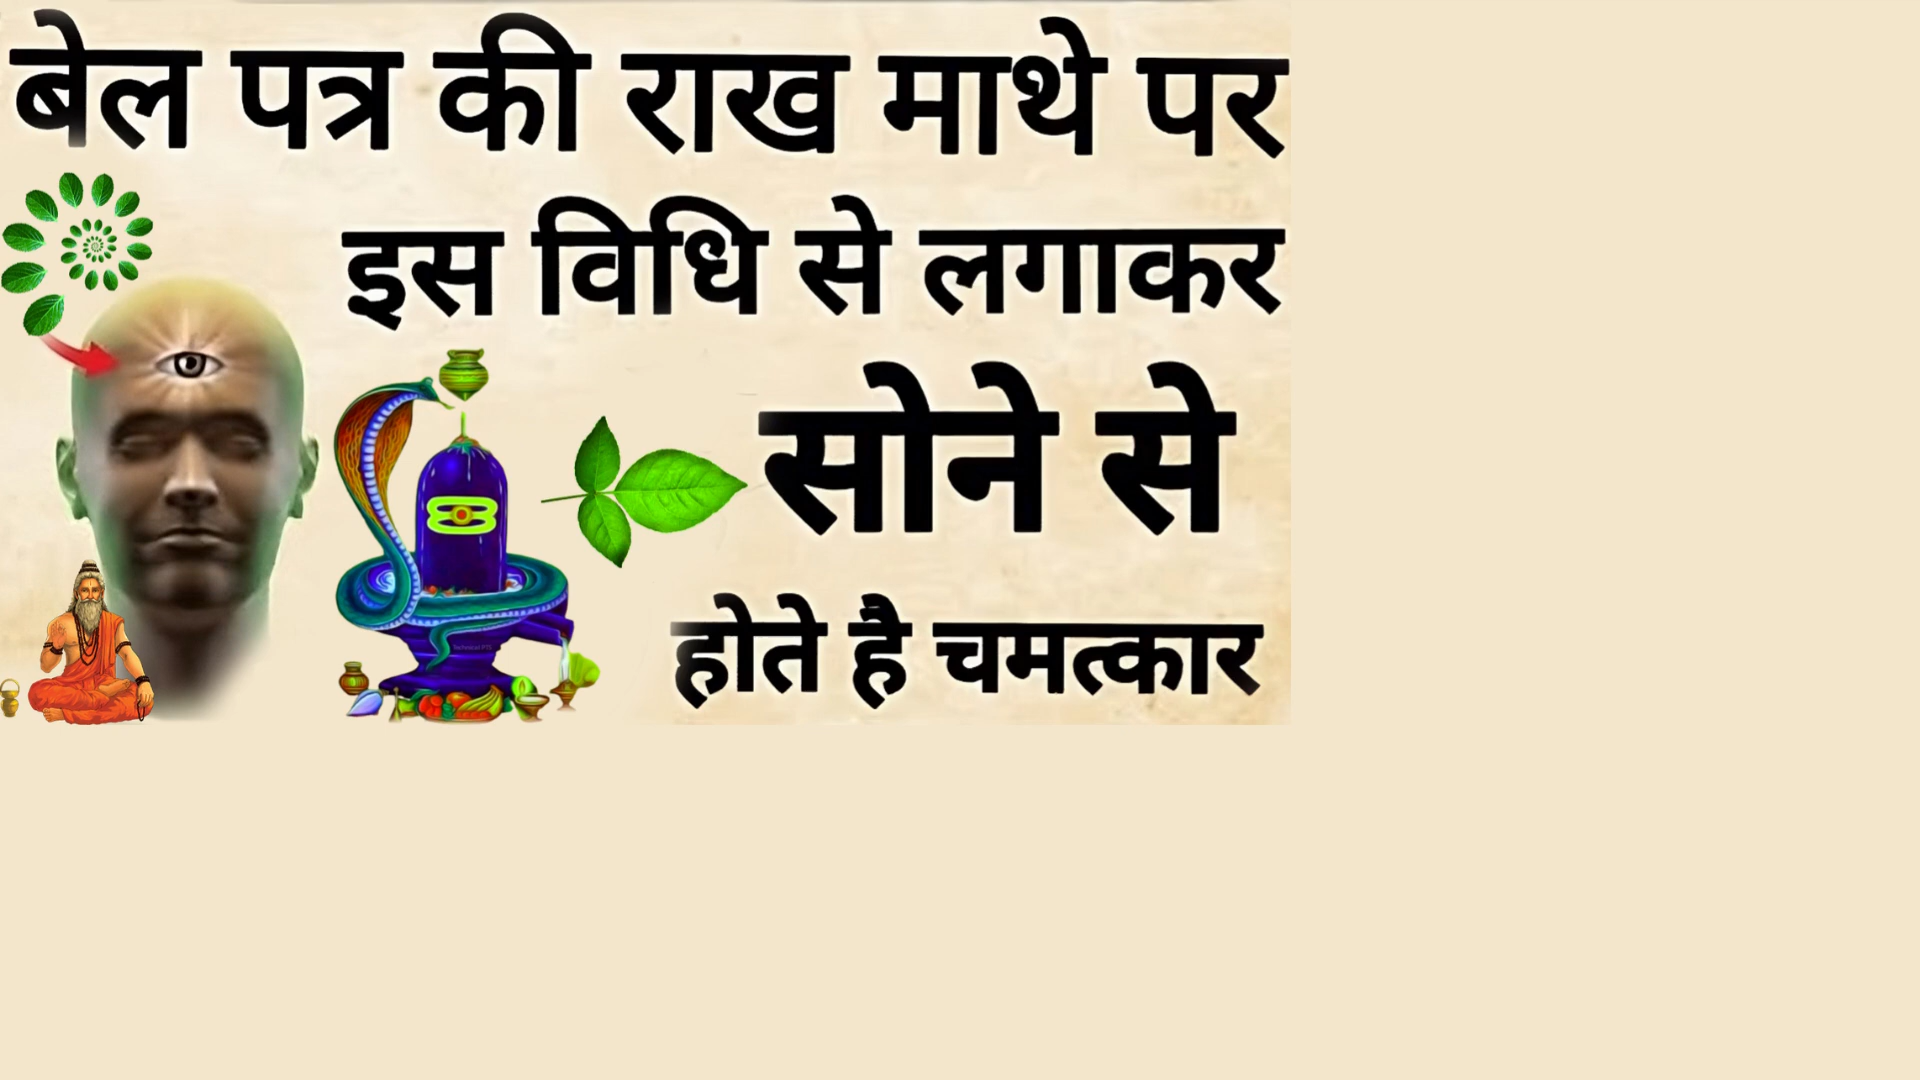 बेल पत्र की राख माथे पर
इस विधि से लगाकर
सोने से
होते है चमत्कार